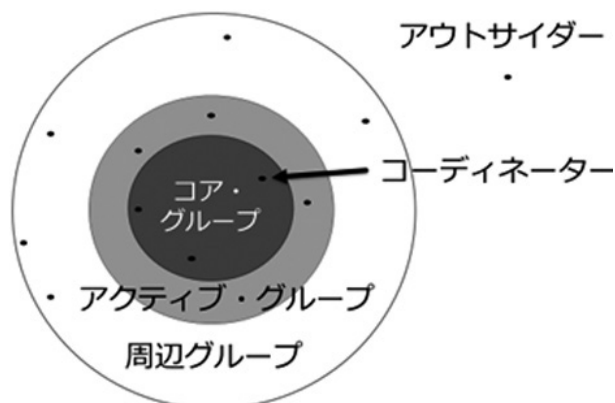 アウトサイダー
コーディネーター
コア・
グループ
アクティブ・グループ
周辺グループ